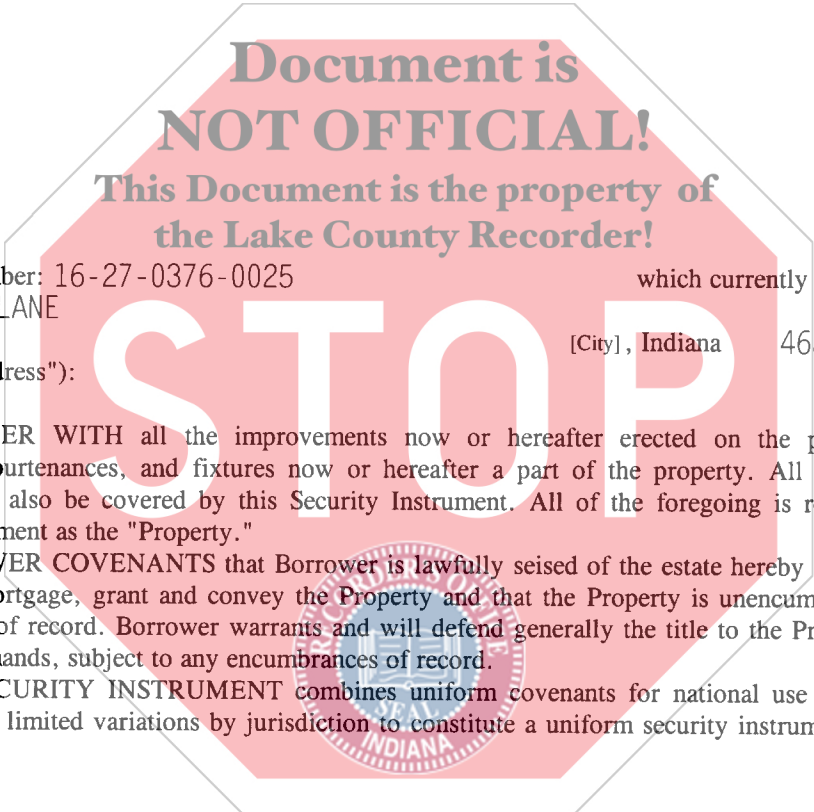 Document is
NOT OFFICIAL!
This Document is the property of
the Lake County Recorder!
ber: 16-27-0376-0025 which currently
LANE
[City], Indiana 46
dress"):
STOP
ER WITH all the improvements now or hereafter erected on the p
purtenances, and fixtures now or hereafter a part of the property. All
also be covered by this Security Instrument. All of the foregoing is r
ment as the "Property."
VER COVENANTS that Borrower is lawfully seised of the estate hereby
ortgage, grant and convey the Property and that the Property is unencum
of record. Borrower warrants and will defend generally the title to the Pr
ands, subject to any encumbrances of record.
CURITY INSTRUMENT combines uniform covenants for national use
limited variations by jurisdiction to constitute a uniform security instrum
RECORDER'S OFFICE
SEAL
INDIANA